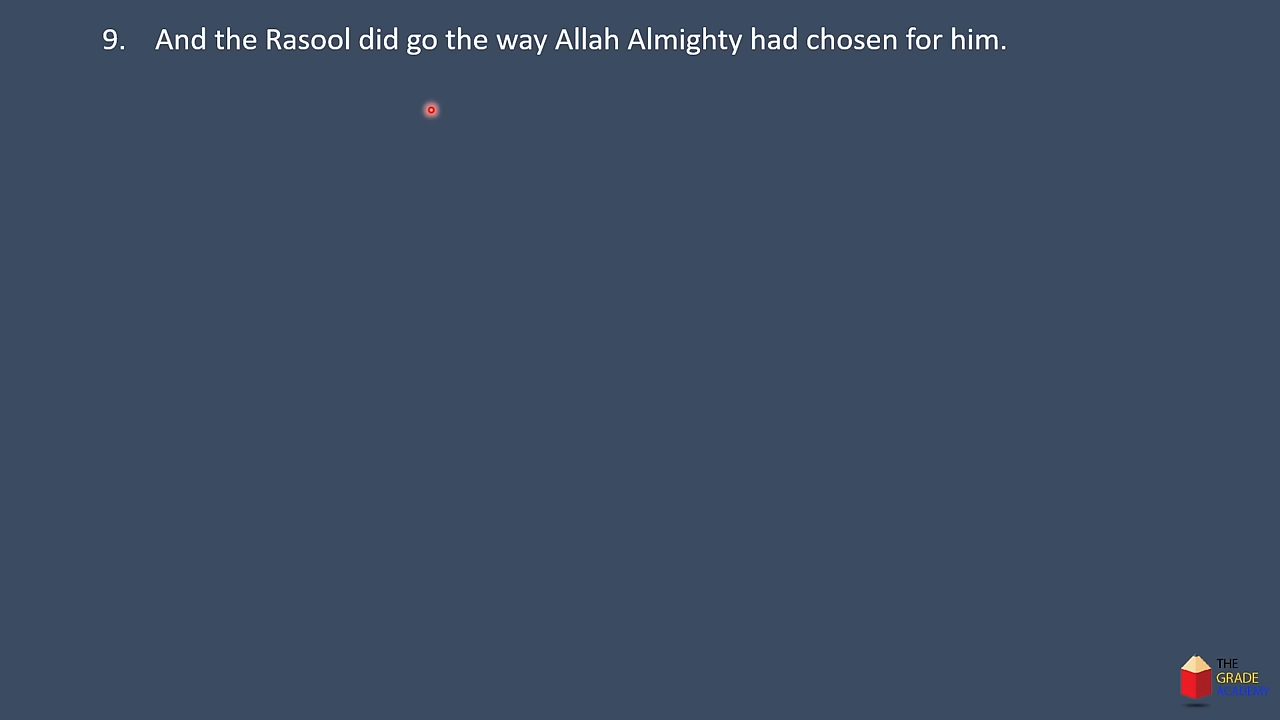 9. And the Rasool did go the way Allah Almighty had chosen for him.
THE
GRADE
ACADEMY